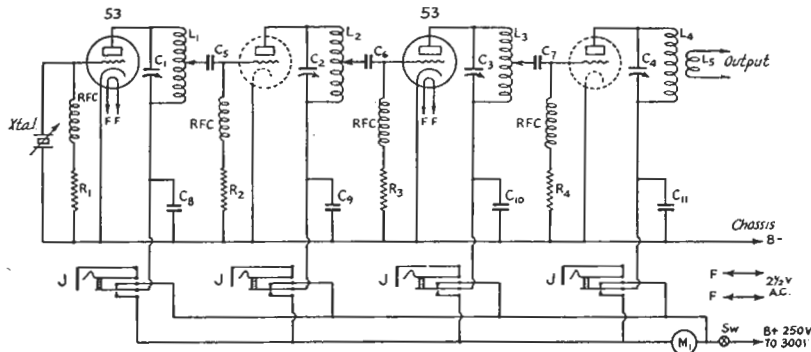 53
53
L1
L2
L3
L4
C1
C5
C2
C6
C3
C7
C4
L5
Output
Xtal
RFC
F F
RFC
RFC
F F
RFC
R1
C8
R2
C9
R3
C10
R4
C11
Chassis
B-
J
J
J
J
F
F
2½V
A.C.
M1
Sw
B+ 250V
TO 300V